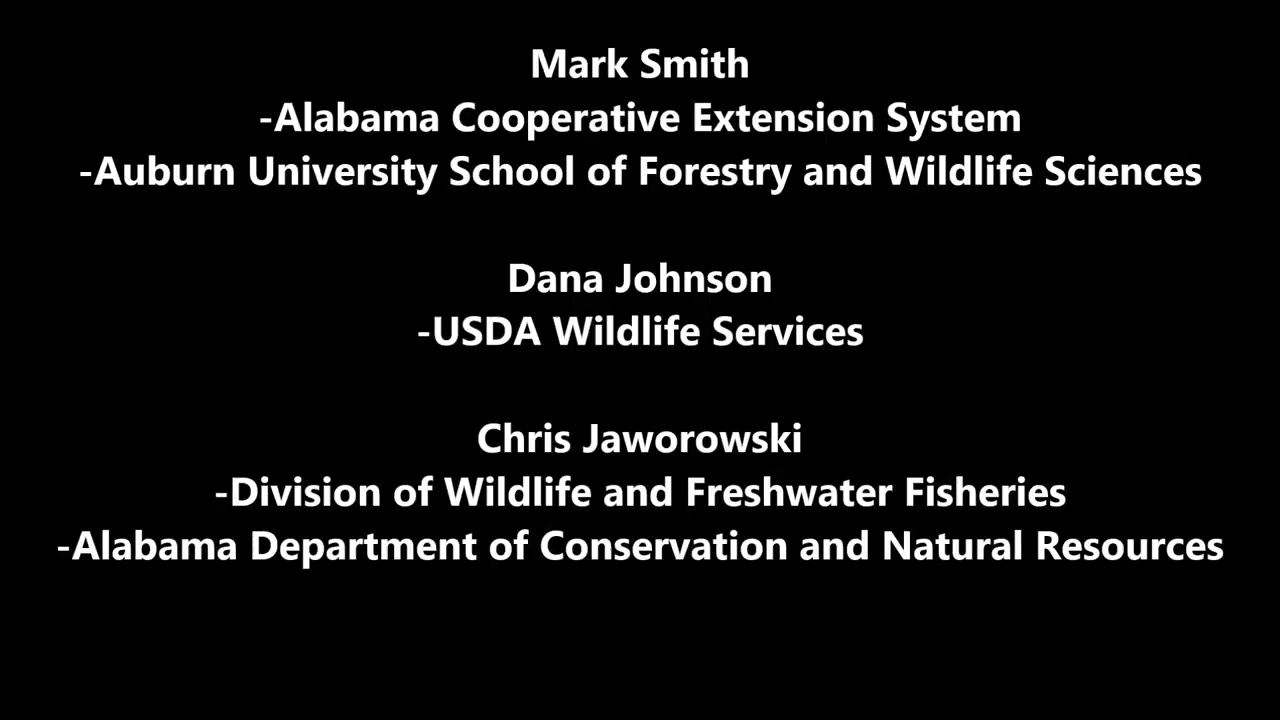 Mark Smith
-Alabama Cooperative Extension System
-Auburn University School of Forestry and Wildlife Sciences
Dana Johnson
-USDA Wildlife Services
Chris Jaworowski
-Division of Wildlife and Freshwater Fisheries
-Alabama Department of Conservation and Natural Resources